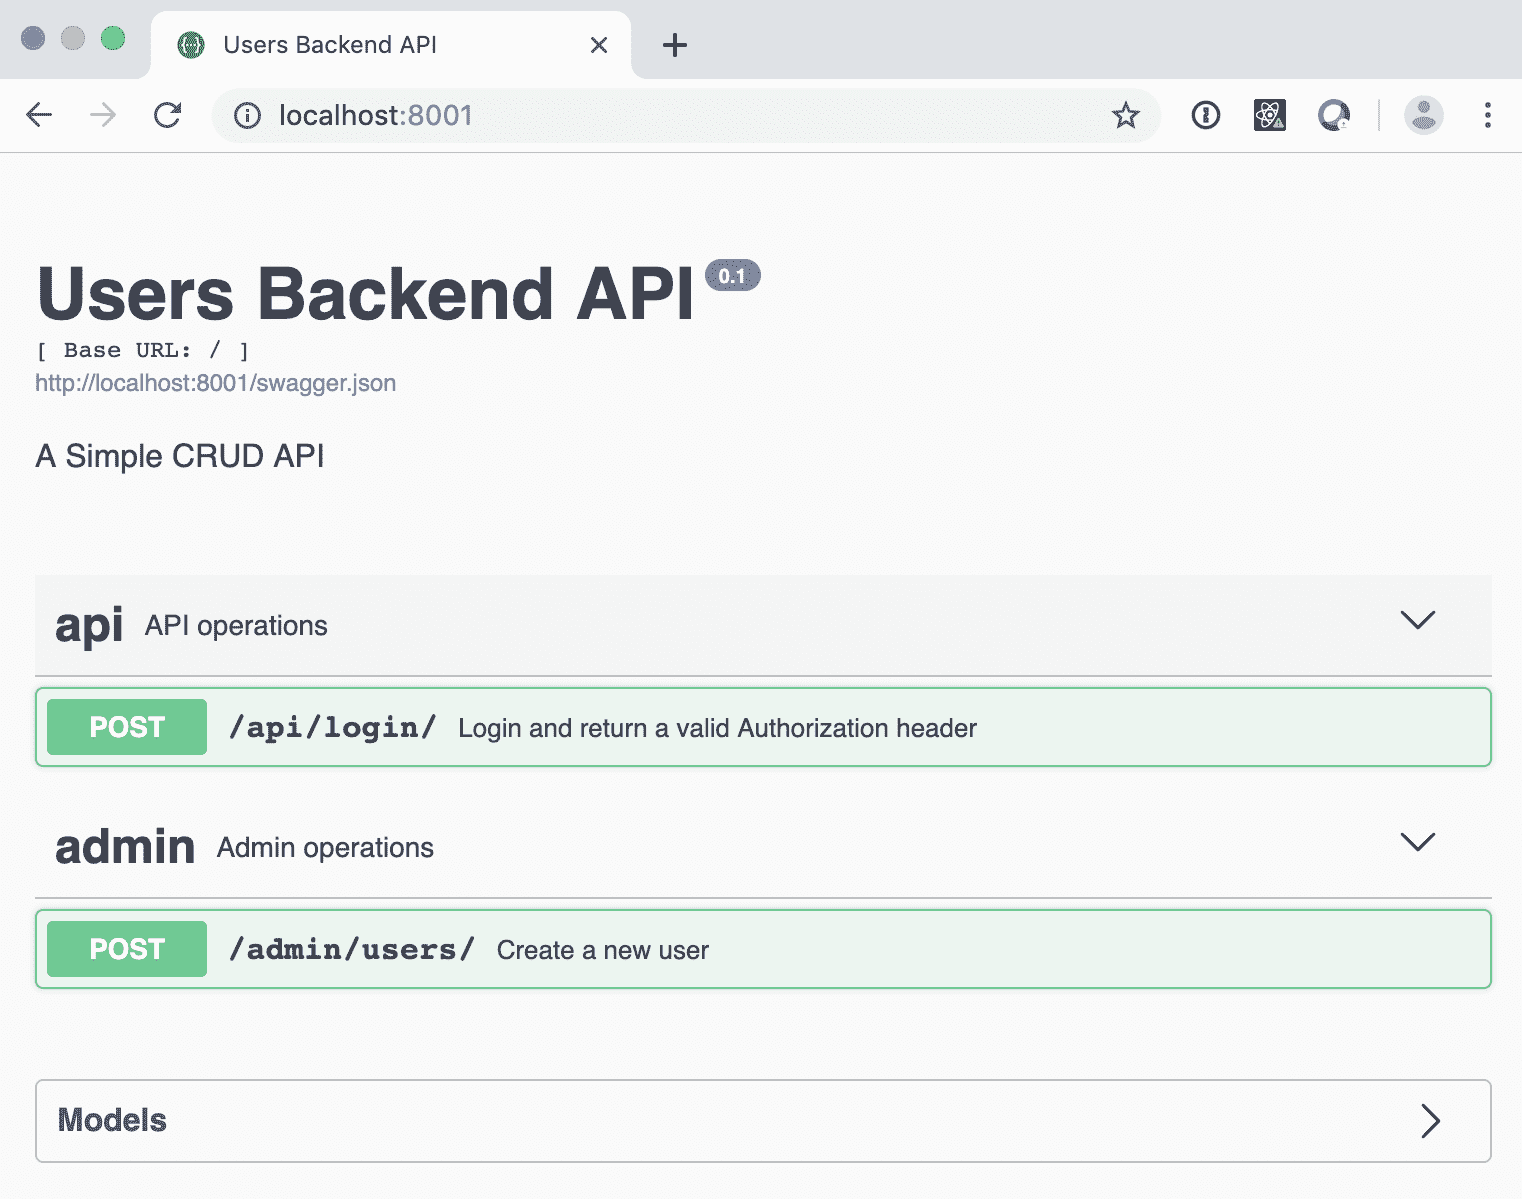 Users Backend API
localhost:8001
Users Backend API 0.1
[ Base URL: / ]
http://localhost:8001/swagger.json
A Simple CRUD API
api API operations
POST /api/login/ Login and return a valid Authorization header
admin Admin operations
POST /admin/users/ Create a new user
Models